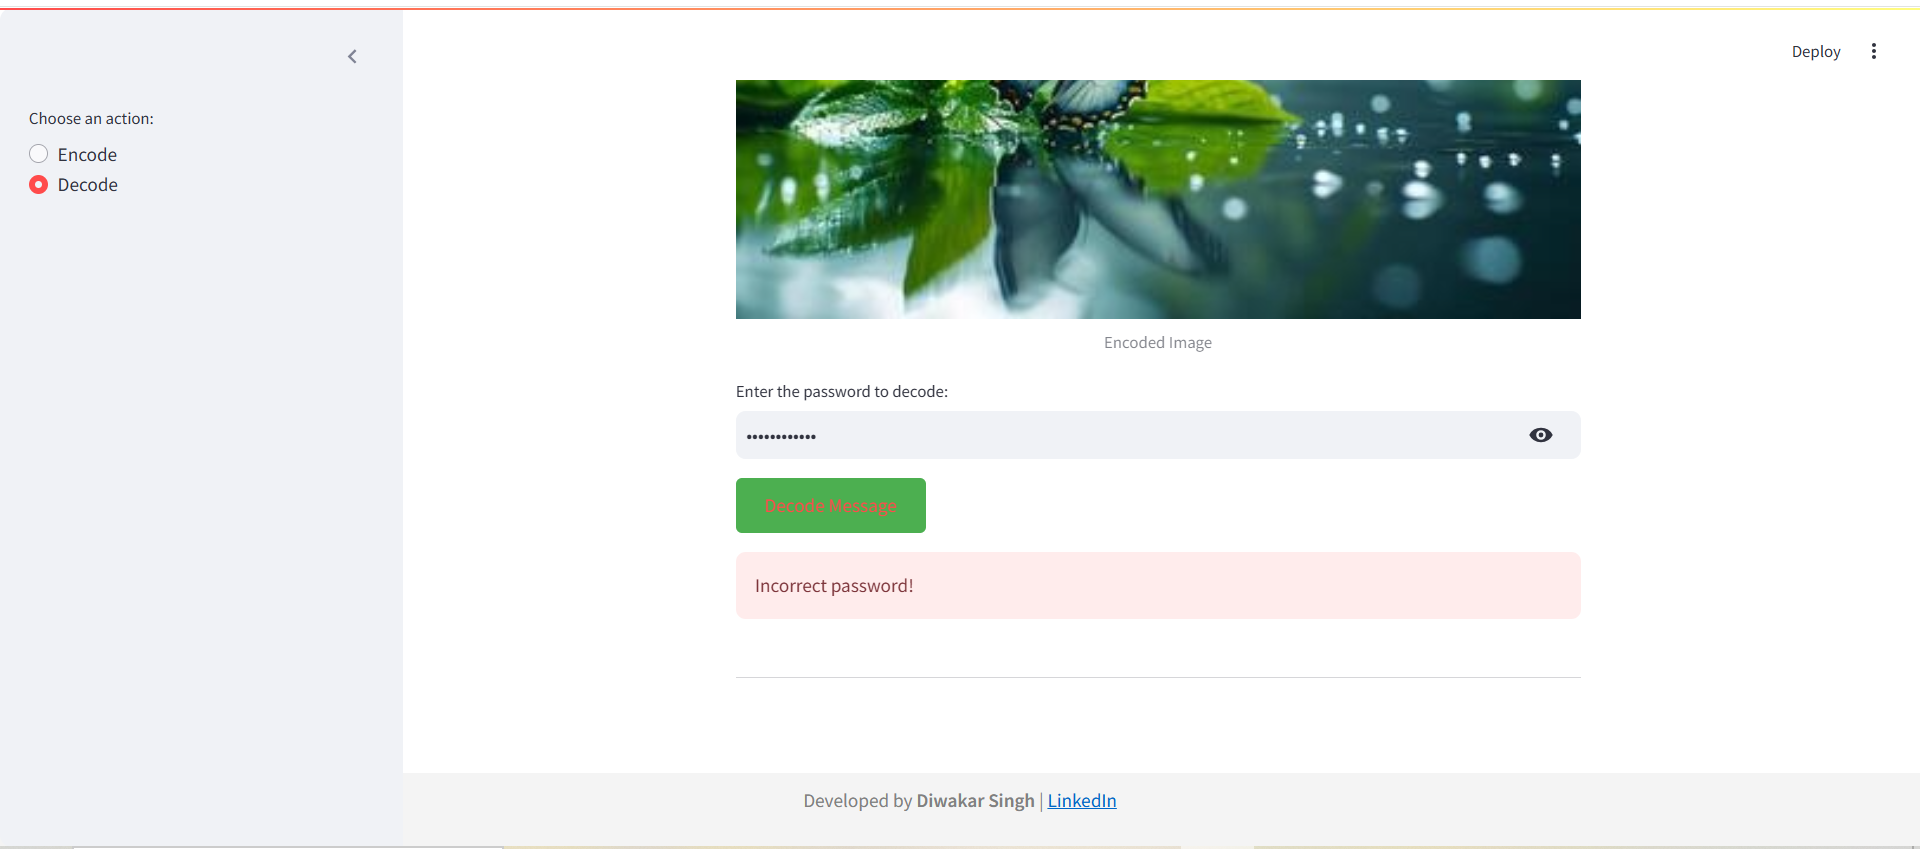 Deploy
Choose an action:
Encode
Decode
Encoded Image
Enter the password to decode:
••••••••••••
Decode Message
Incorrect password!
Developed by Diwakar Singh | LinkedIn